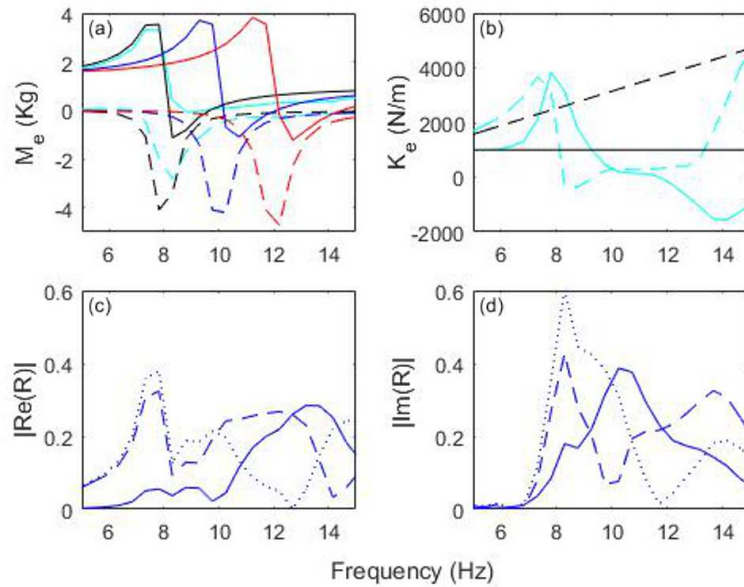 (a)
M_e (Kg)
4
2
0
-2
-4
6 8 10 12 14
(b)
K_e (N/m)
6000
4000
2000
0
-2000
6 8 10 12 14
(c)
|Re(R)|
0.6
0.4
0.2
0
6 8 10 12 14
(d)
|Im(R)|
0.6
0.4
0.2
0
6 8 10 12 14
Frequency (Hz)